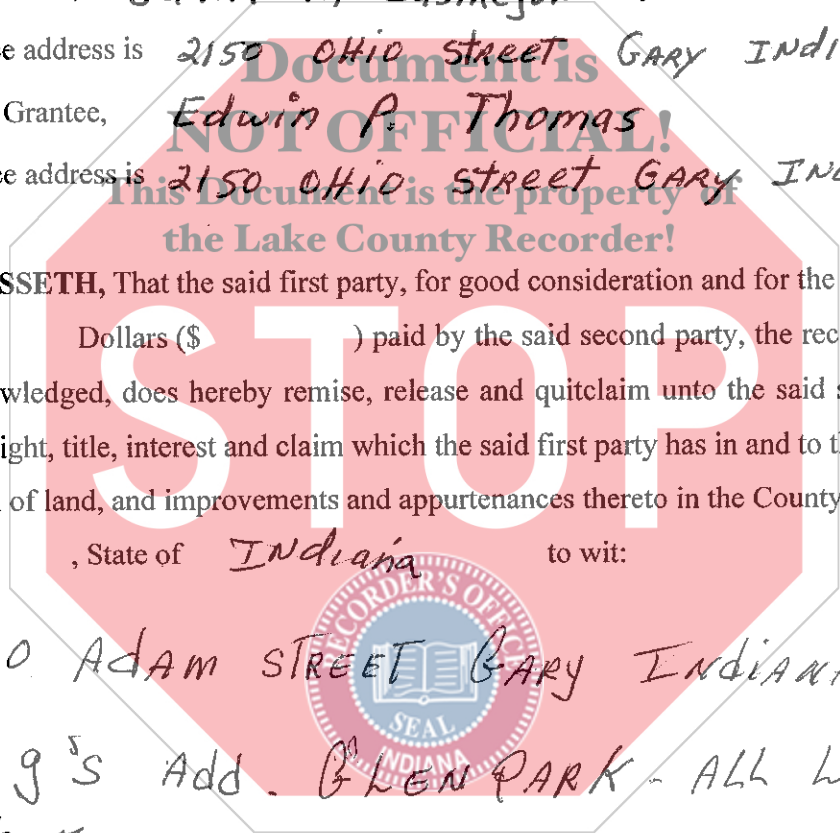 e address is 2150 OHio street GARY INdi
Document is
Grantee, Edwin P. Thomas
NOT OFFICIAL!
e address is 2150 OHio street GARY IND
This Document is the property of
the Lake County Recorder!
SSETH, That the said first party, for good consideration and for the
Dollars ($ ) paid by the said second party, the rec
wledged, does hereby remise, release and quitclaim unto the said s
ight, title, interest and claim which the said first party has in and to t
of land, and improvements and appurtenances thereto in the County
, State of INdiana to wit:
STOP
RECORDER'S OFFICE
O AdAM STREET GARY INdiANA
SEAL
INDIANA
g's Add. GLEN PARK - ALL L